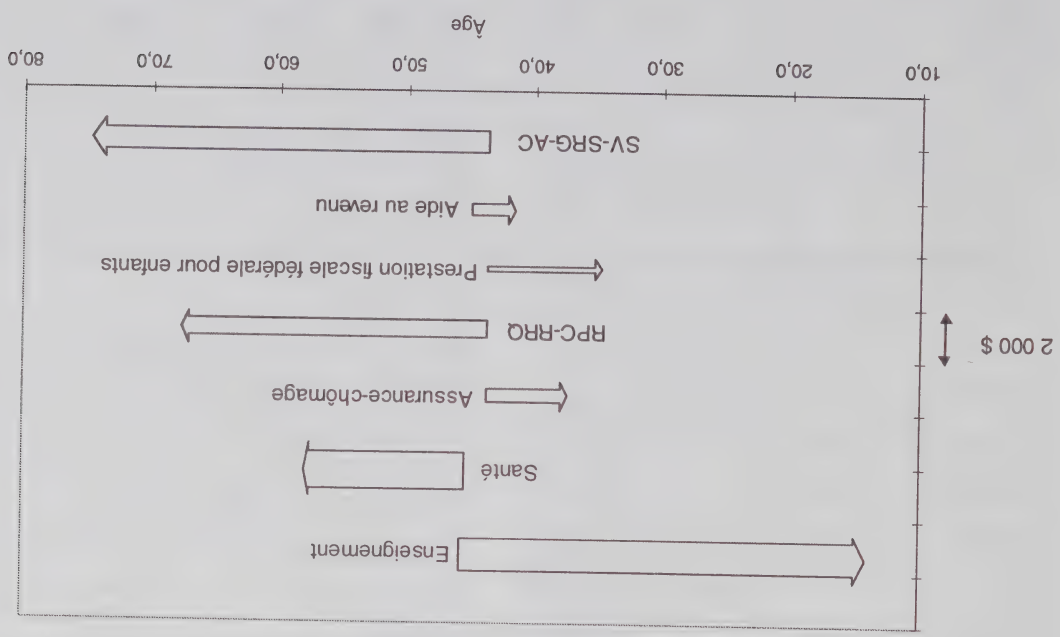 Enseignement
Santé
Assurance-chômage
2 000 $
RPC-RRQ
Prestation fiscale fédérale pour enfants
Aide au revenu
SV-SRG-AC
10,0 20,0 30,0 40,0 50,0 60,0 70,0 80,0
Âge